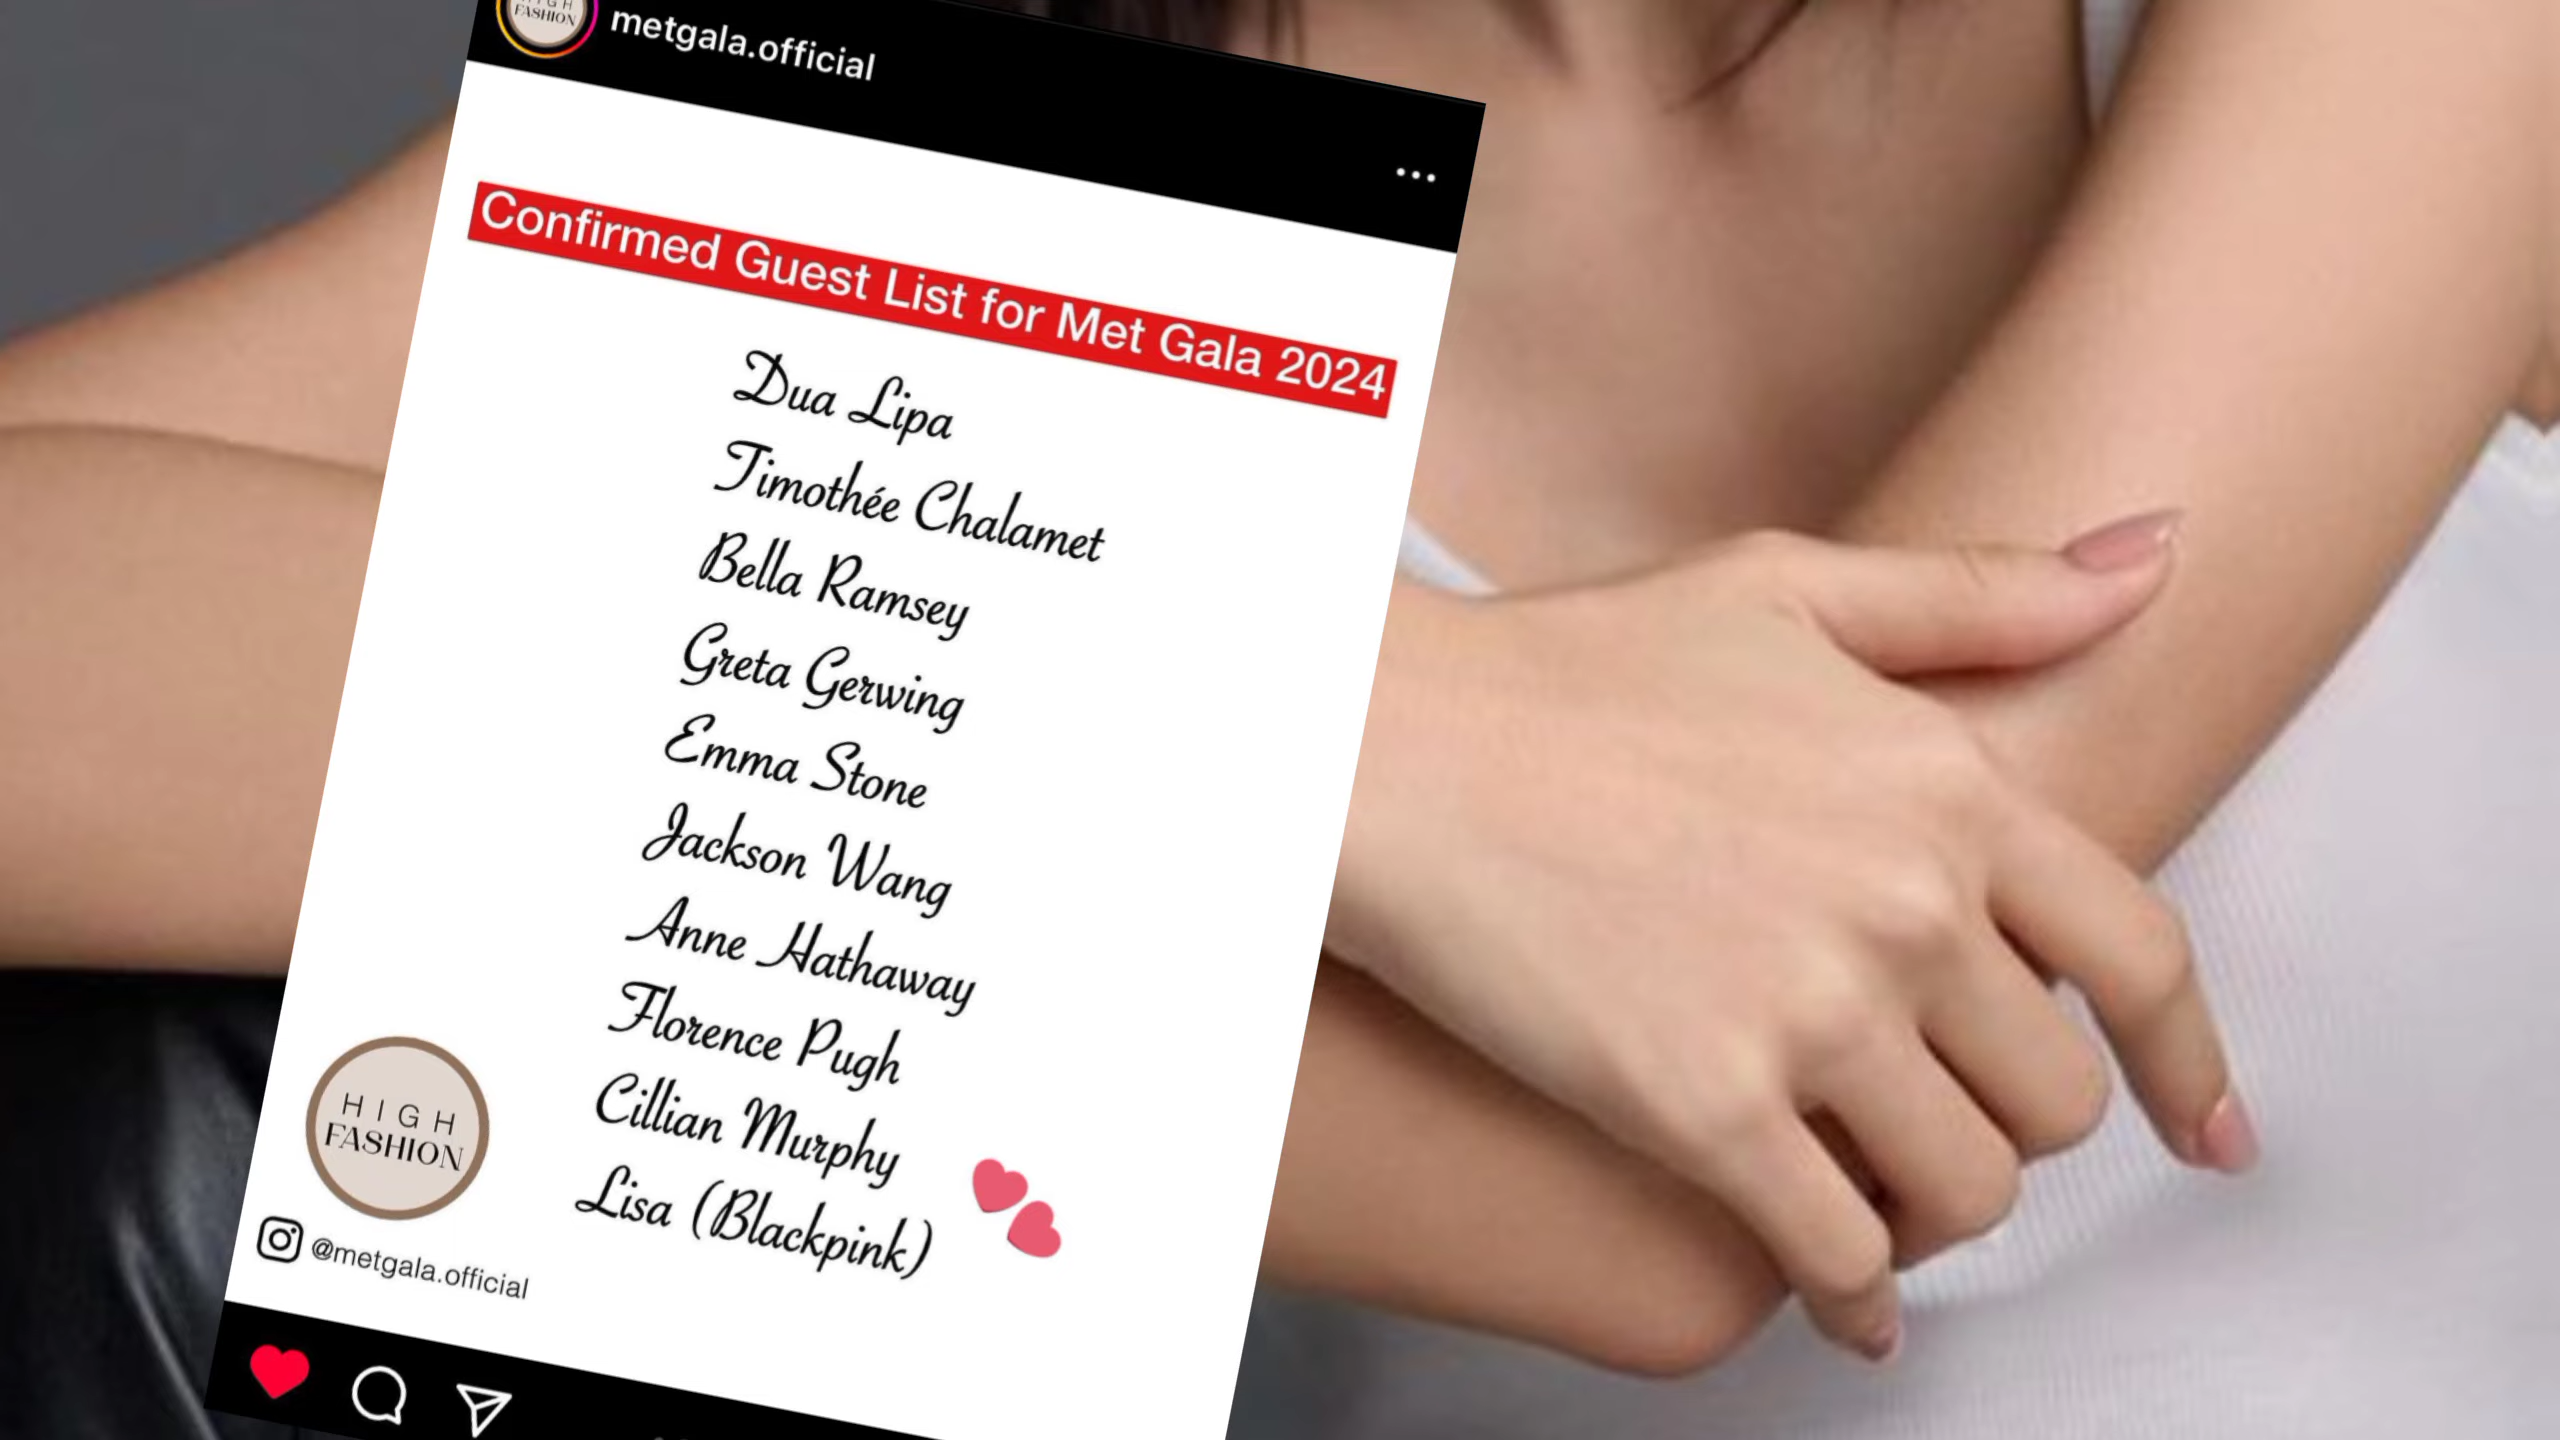 HIGH
FASHION
metgala.official
Confirmed Guest List for Met Gala 2024
Dua Lipa
Timothée Chalamet
Bella Ramsey
Greta Gerwing
Emma Stone
Jackson Wang
Anne Hathaway
Florence Pugh
Cillian Murphy
Lisa (Blackpink)
HIGH
FASHION
@metgala.official